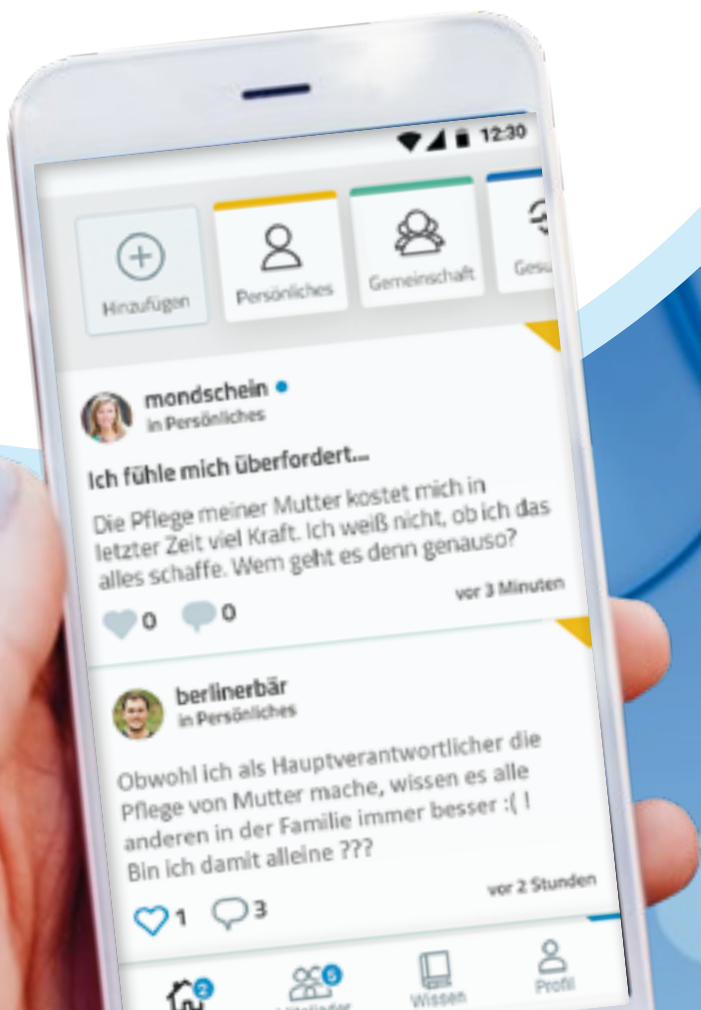 12:30
Hinzufügen
Persönliches
Gemeinschaft
mondschein
in Persönliches
Ich fühle mich überfordert...
Die Pflege meiner Mutter kostet mich in
letzter Zeit viel Kraft. Ich weiß nicht, ob ich das
alles schaffe. Wem geht es denn genauso?
0 0
vor 3 Minuten
berlinerbär
in Persönliches
Obwohl ich als Hauptverantwortlicher die
Pflege von Mutter mache, wissen es alle
anderen in der Familie immer besser :( !
Bin ich damit alleine ???
1 3
vor 2 Stunden
2
5
Wissen
Profil